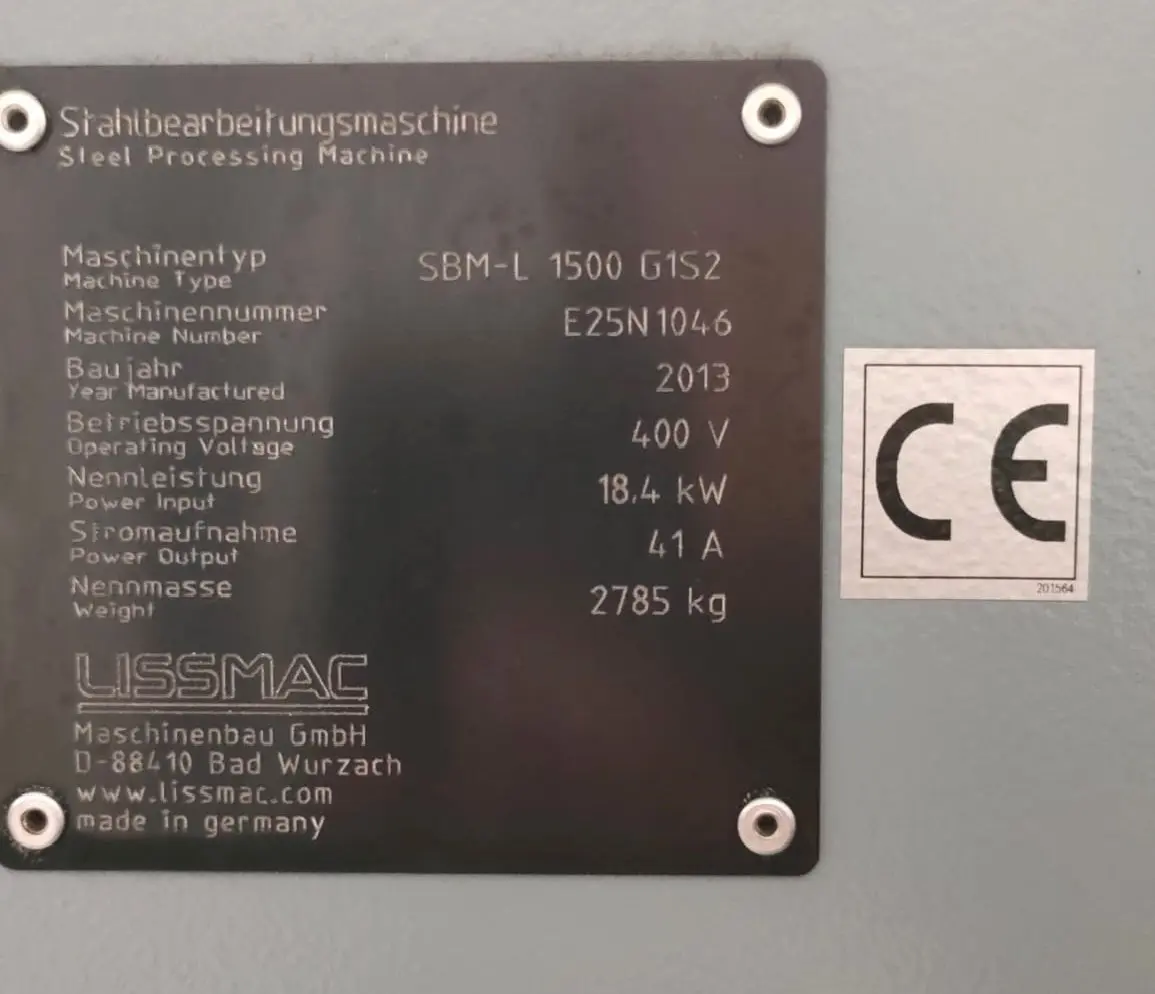 Stahlbearbeitungsmaschine
Steel Processing Machine
Maschinentyp SBM-L 1500 G1S2
Machine Type
Maschinennummer E25N1046
Machine Number
Baujahr 2013
Year Manufactured
Betriebsspannung 400 V
Operating Voltage
Nennleistung 18.4 kW
Power Input
Stromaufnahme 41 A
Power Output
Nennmasse 2785 kg
Weight
LISSMAC
Maschinenbau GmbH
D-88410 Bad Wurzach
www.lissmac.com
made in germany
CE
201564